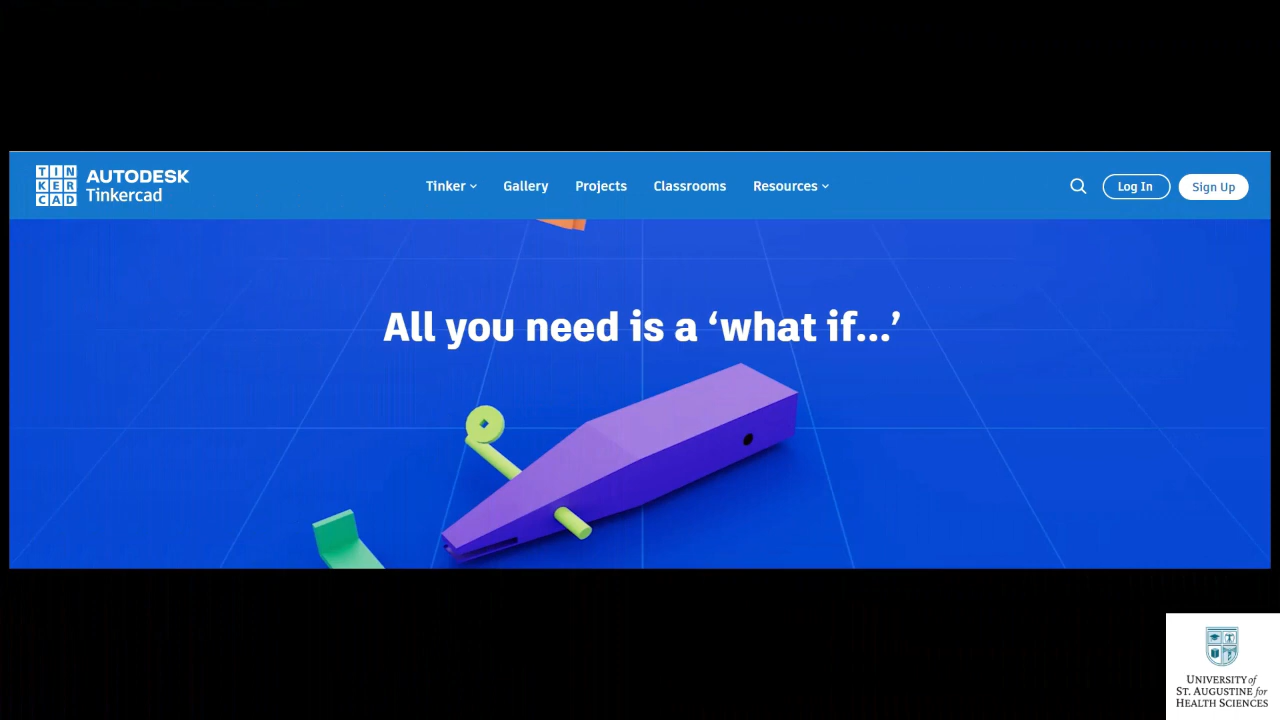 TIN
KER
CAD
AUTODESK
Tinkercad
Tinker
Gallery
Projects
Classrooms
Resources
Log In
Sign Up
All you need is a ‘what if...’
UNIVERSITY of
ST. AUGUSTINE for
HEALTH SCIENCES